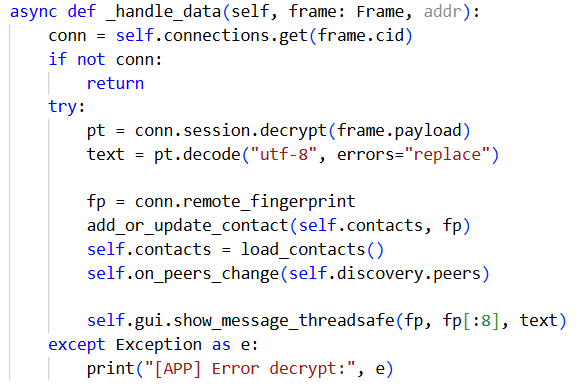 async def _handle_data(self, frame: Frame, addr):
    conn = self.connections.get(frame.cid)
    if not conn:
        return
    try:
        pt = conn.session.decrypt(frame.payload)
        text = pt.decode("utf-8", errors="replace")

        fp = conn.remote_fingerprint
        add_or_update_contact(self.contacts, fp)
        self.contacts = load_contacts()
        self.on_peers_change(self.discovery.peers)

        self.gui.show_message_threadsafe(fp, fp[:8], text)
    except Exception as e:
        print("[APP] Error decrypt:", e)